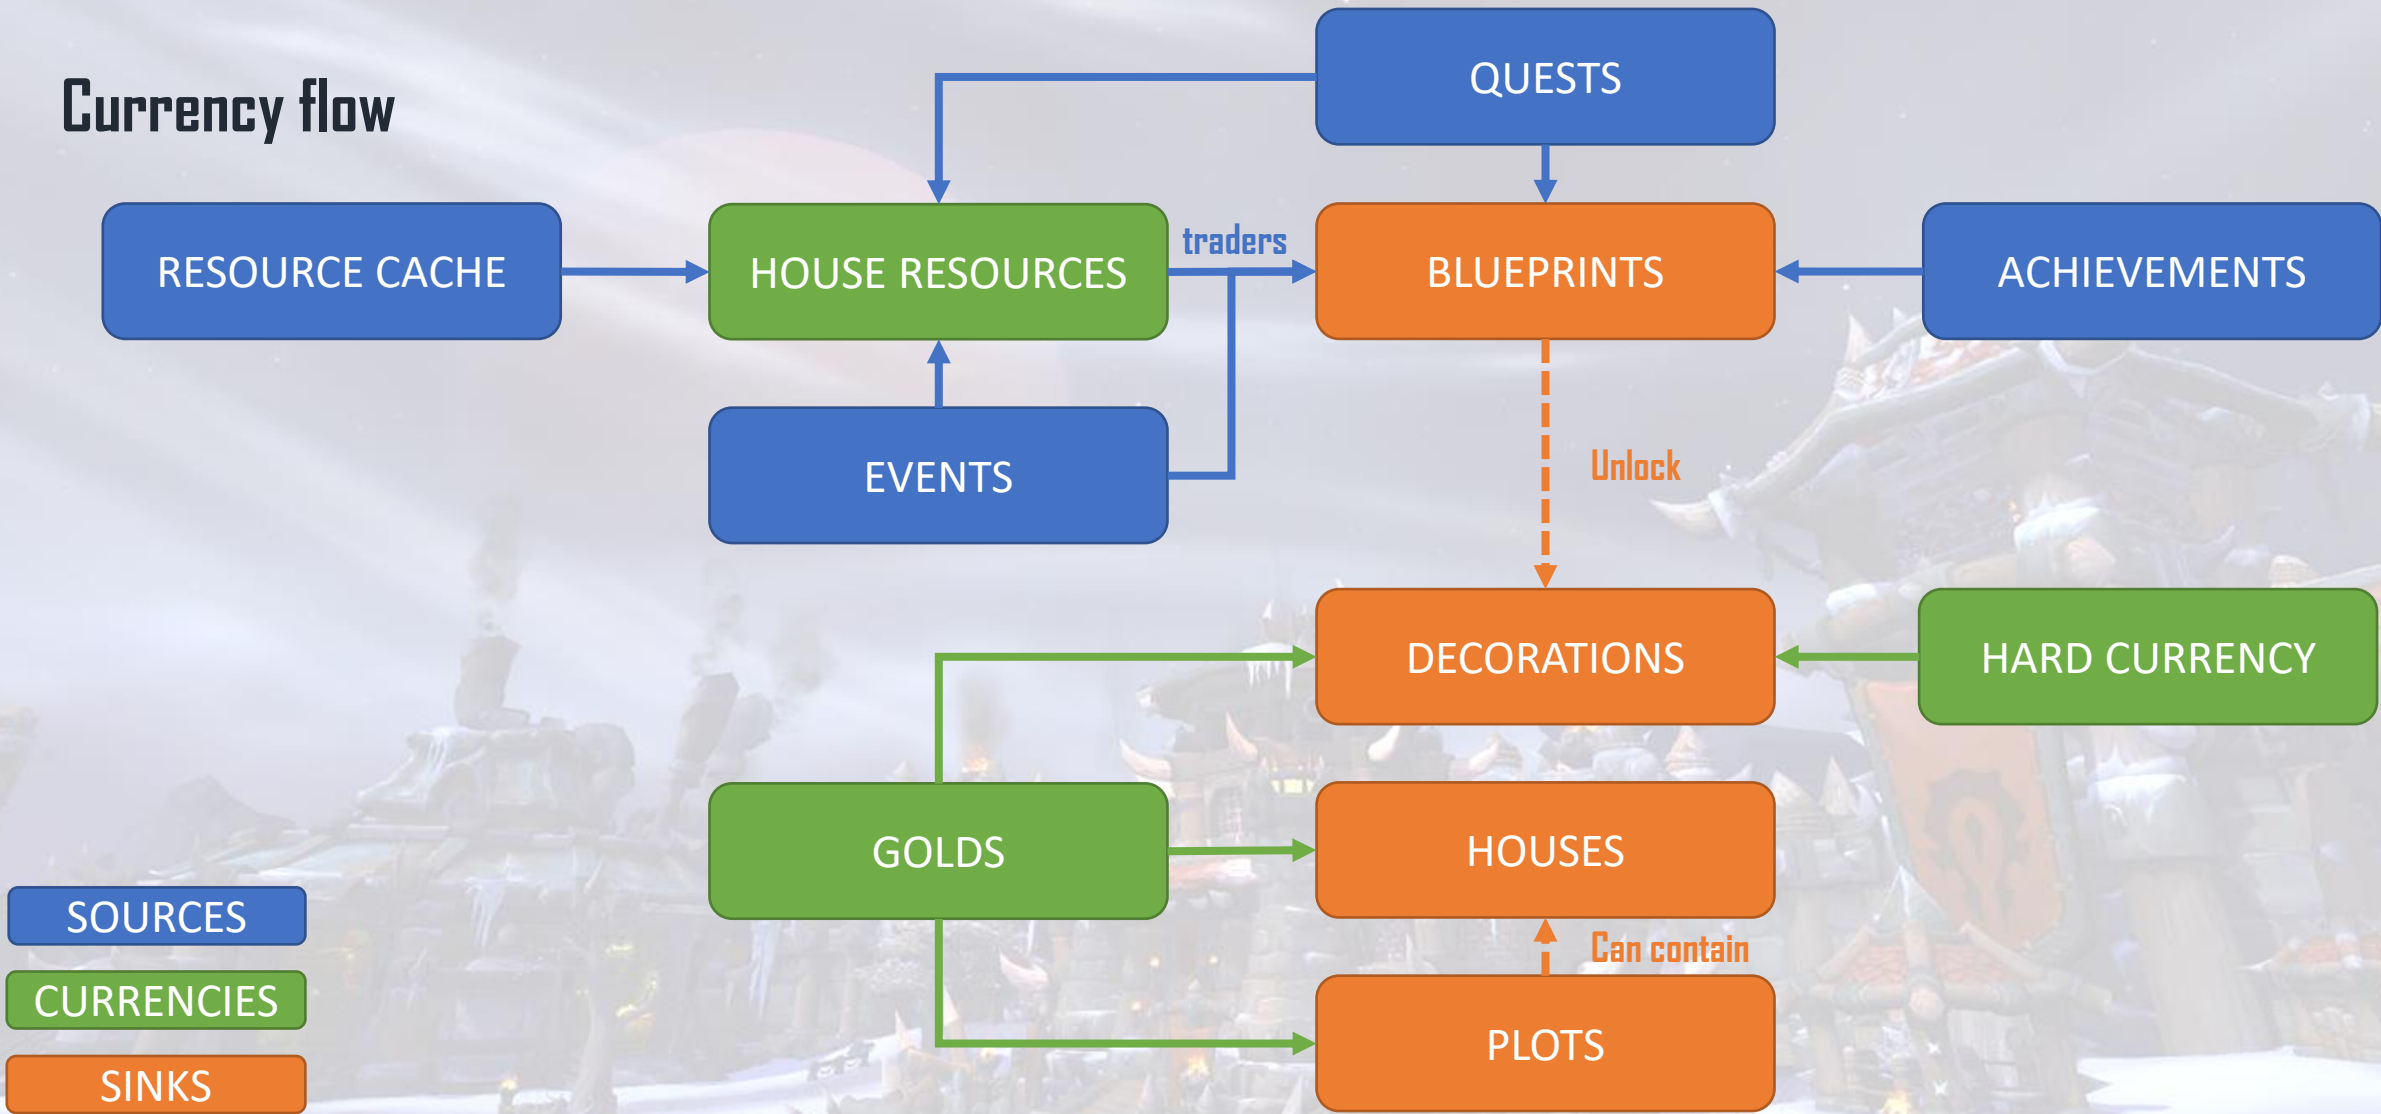 Currency flow
QUESTS
RESOURCE CACHE
HOUSE RESOURCES
traders
BLUEPRINTS
ACHIEVEMENTS
EVENTS
Unlock
DECORATIONS
HARD CURRENCY
GOLDS
HOUSES
SOURCES
Can contain
CURRENCIES
PLOTS
SINKS